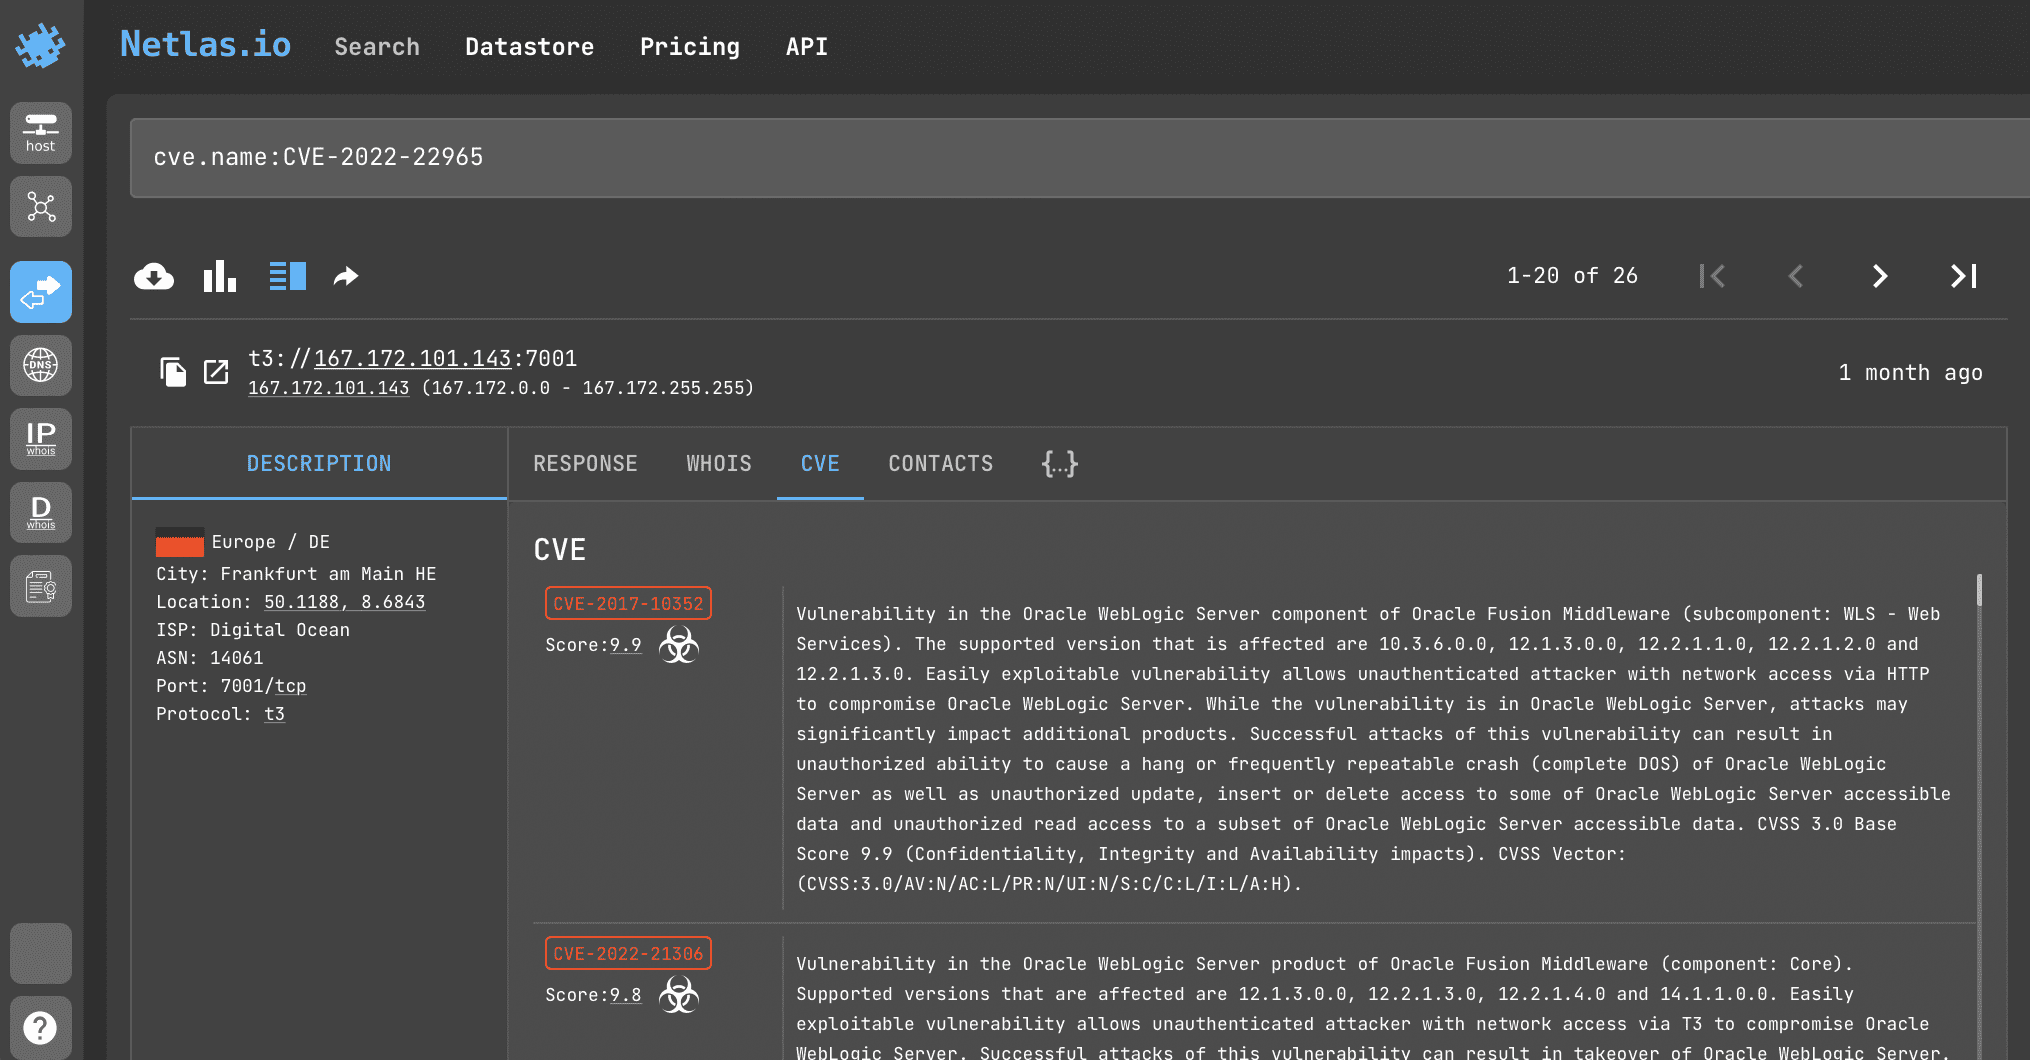 Netlas.io Search Datastore Pricing API
host
cve.name:CVE-2022-22965
1-20 of 26
t3://167.172.101.143:7001
167.172.101.143 (167.172.0.0 - 167.172.255.255)
1 month ago
DNS
IP
whois
D
whois
DESCRIPTION
RESPONSE WHOIS CVE CONTACTS {...}
Europe / DE
City: Frankfurt am Main HE
Location: 50.1188, 8.6843
ISP: Digital Ocean
ASN: 14061
Port: 7001/tcp
Protocol: t3
CVE
CVE-2017-10352
Score:9.9
Vulnerability in the Oracle WebLogic Server component of Oracle Fusion Middleware (subcomponent: WLS - Web
Services). The supported version that is affected are 10.3.6.0.0, 12.1.3.0.0, 12.2.1.1.0, 12.2.1.2.0 and
12.2.1.3.0. Easily exploitable vulnerability allows unauthenticated attacker with network access via HTTP
to compromise Oracle WebLogic Server. While the vulnerability is in Oracle WebLogic Server, attacks may
significantly impact additional products. Successful attacks of this vulnerability can result in
unauthorized ability to cause a hang or frequently repeatable crash (complete DOS) of Oracle WebLogic
Server as well as unauthorized update, insert or delete access to some of Oracle WebLogic Server accessible
data and unauthorized read access to a subset of Oracle WebLogic Server accessible data. CVSS 3.0 Base
Score 9.9 (Confidentiality, Integrity and Availability impacts). CVSS Vector:
(CVSS:3.0/AV:N/AC:L/PR:N/UI:N/S:C/C:L/I:L/A:H).
CVE-2022-21306
Score:9.8
Vulnerability in the Oracle WebLogic Server product of Oracle Fusion Middleware (component: Core).
Supported versions that are affected are 12.1.3.0.0, 12.2.1.3.0, 12.2.1.4.0 and 14.1.1.0.0. Easily
exploitable vulnerability allows unauthenticated attacker with network access via T3 to compromise Oracle
WebLogic Server. Successful attacks of this vulnerability can result in takeover of Oracle WebLogic Server.
?